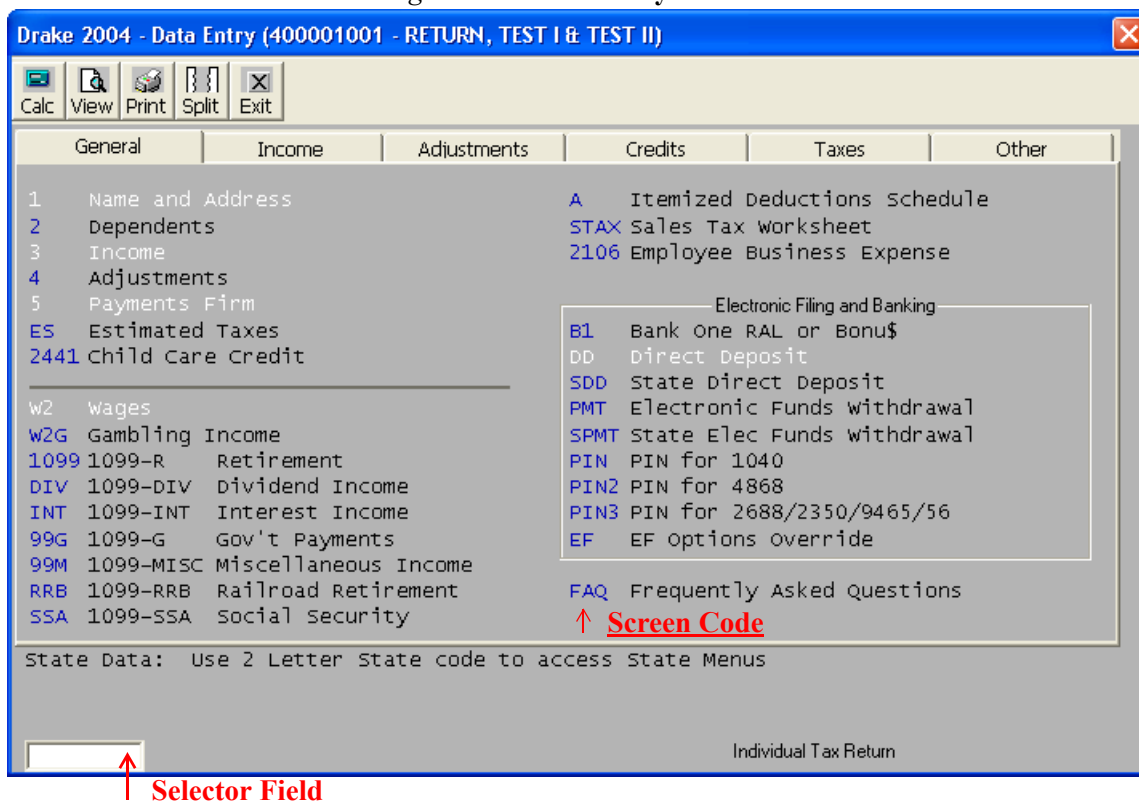 Drake 2004 - Data Entry (400001001 - RETURN, TEST I & TEST II)
Calc View Print Split Exit
General Income Adjustments Credits Taxes Other
1 Name and Address
2 Dependents
3 Income
4 Adjustments
5 Payments Firm
ES Estimated Taxes
2441 Child Care Credit
W2 Wages
W2G Gambling Income
1099 1099-R Retirement
DIV 1099-DIV Dividend Income
INT 1099-INT Interest Income
99G 1099-G Gov't Payments
99M 1099-MISC Miscellaneous Income
RRB 1099-RRB Railroad Retirement
SSA 1099-SSA Social Security
A Itemized Deductions Schedule
STAX Sales Tax Worksheet
2106 Employee Business Expense
Electronic Filing and Banking
B1 Bank One RAL or Bonu$
DD Direct Deposit
SDD State Direct Deposit
PMT Electronic Funds Withdrawal
SPMT State Elec Funds Withdrawal
PIN PIN for 1040
PIN2 PIN for 4868
PIN3 PIN for 2688/2350/9465/56
EF EF Options Override
FAQ Frequently Asked Questions
Screen Code
State Data: Use 2 Letter State code to access State Menus
Individual Tax Return
Selector Field